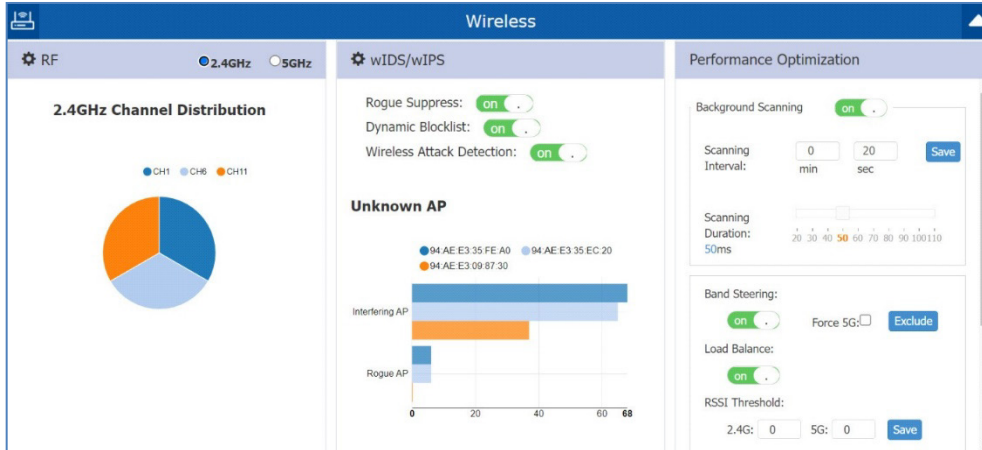 Wireless
RF
2.4GHz 5GHz
2.4GHz Channel Distribution
CH1 CH6 CH11
wIDS/wIPS
Rogue Suppress: on
Dynamic Blocklist: on
Wireless Attack Detection: on
Unknown AP
94:AE:E3:35:FE:A0 94:AE:E3:35:EC:20
94:AE:E3:09:87:30
Interfering AP
Rogue AP
0 20 40 60 68
Performance Optimization
Background Scanning on
Scanning
Interval:
0 20 Save
min sec
Scanning
Duration:
50ms
20 30 40 50 60 70 80 90 100 110
Band Steering:
on Force 5G: Exclude
Load Balance:
on
RSSI Threshold:
2.4G: 0 5G: 0 Save